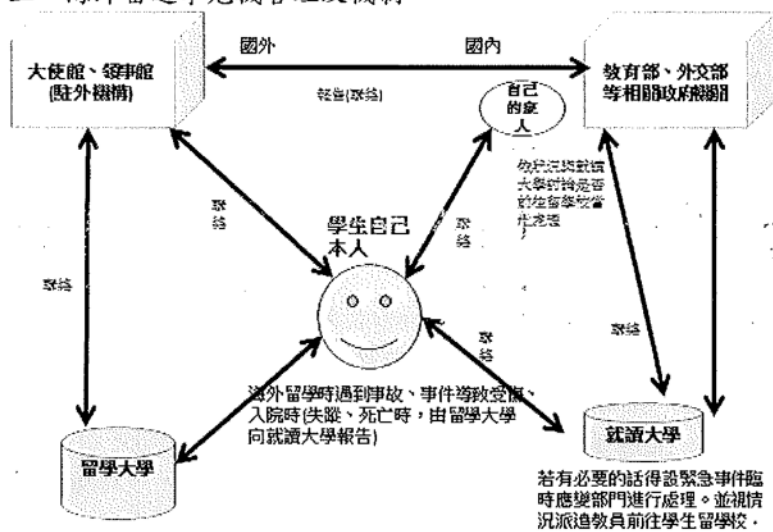 國外
國內
大使館、領事館
(駐外機構)
教育部、外交部
等相關政府機關
報告(聯絡)
自己
的家
人
大學討論是否
聯
絡
學生自己
本人
聯
絡
聯絡
聯
絡
聯絡
海外留學時遇到事故、事件導致受傷、
入院時(失蹤、死亡時，由留學大學
向就讀大學報告)
留學大學
就讀大學
若有必要的話得設緊急事件臨
時應變部門進行處理。並視情
況派遣教員前往學生留學校．